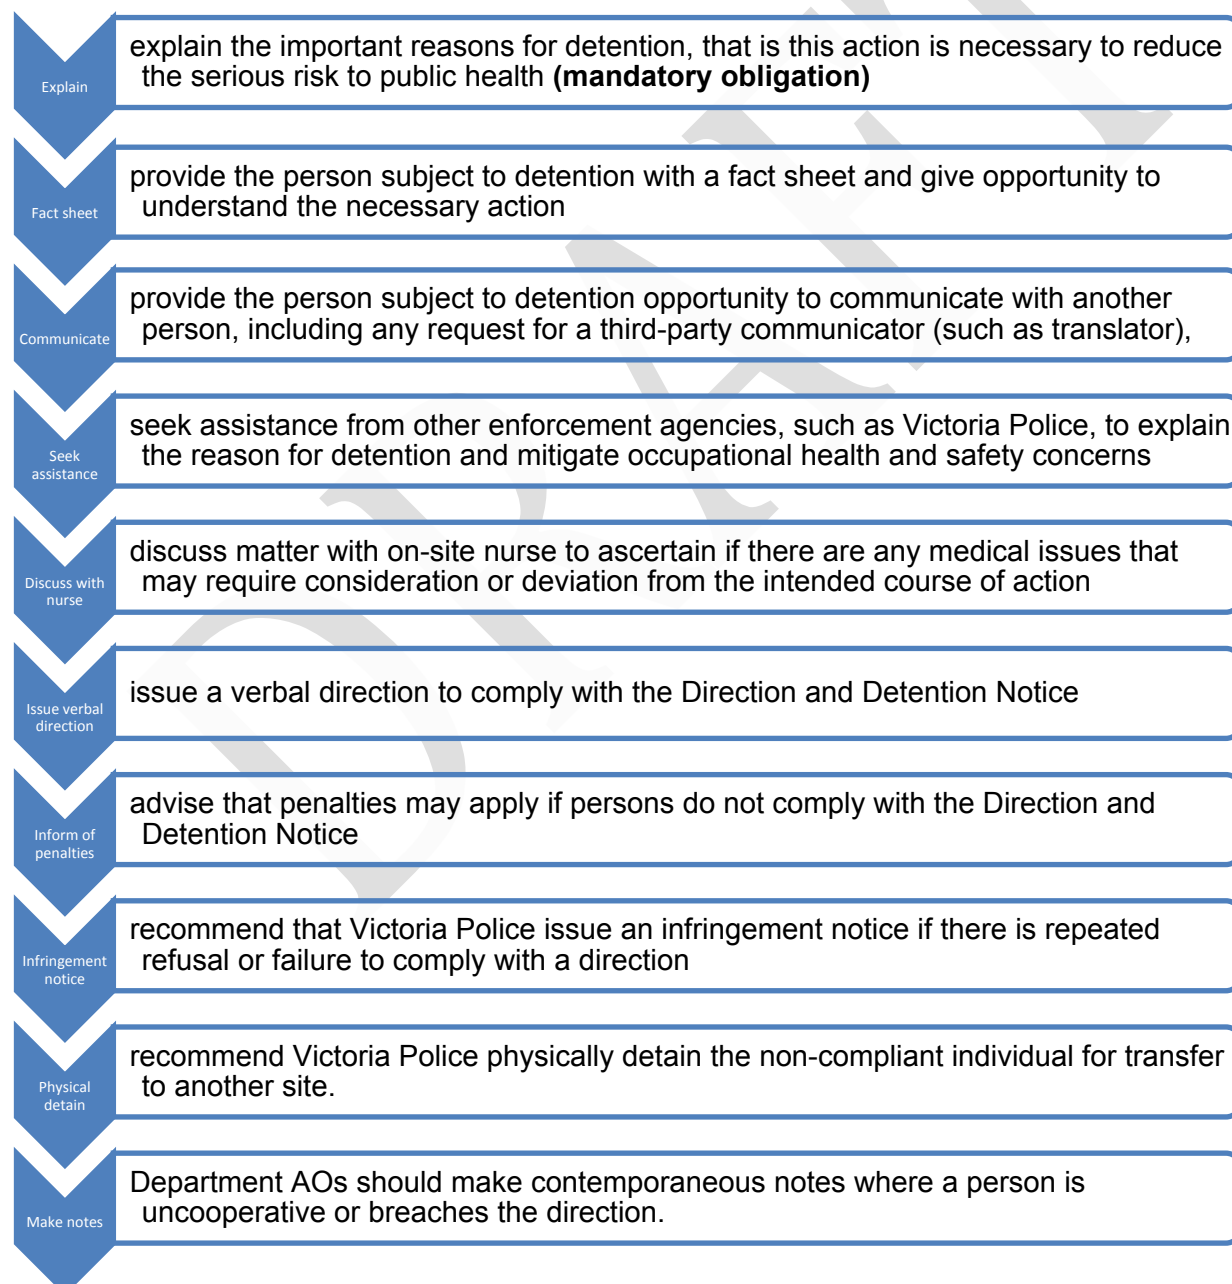 Explain
explain the important reasons for detention, that is this action is necessary to reduce
the serious risk to public health (mandatory obligation)
Fact sheet
provide the person subject to detention with a fact sheet and give opportunity to
understand the necessary action
Communicate
provide the person subject to detention opportunity to communicate with another
person, including any request for a third-party communicator (such as translator),
Seek
assistance
seek assistance from other enforcement agencies, such as Victoria Police, to explain
the reason for detention and mitigate occupational health and safety concerns
Discuss with
nurse
discuss matter with on-site nurse to ascertain if there are any medical issues that
may require consideration or deviation from the intended course of action
Issue verbal
direction
issue a verbal direction to comply with the Direction and Detention Notice
Inform of
penalties
advise that penalties may apply if persons do not comply with the Direction and
Detention Notice
Infringement
notice
recommend that Victoria Police issue an infringement notice if there is repeated
refusal or failure to comply with a direction
Physical
detain
recommend Victoria Police physically detain the non-compliant individual for transfer
to another site.
Make notes
Department AOs should make contemporaneous notes where a person is
uncooperative or breaches the direction.
DRAFT